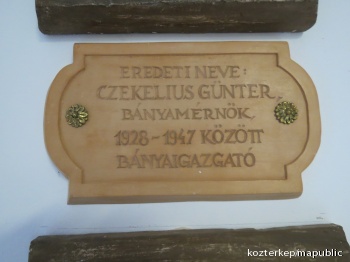 EREDETI NEVE:
CZEKELIUS GÜNTER,
BÁNYAMÉRNÖK,
1928-1947 KÖZÖTT
BÁNYAIGAZGATÓ
kozterkep/mapublic